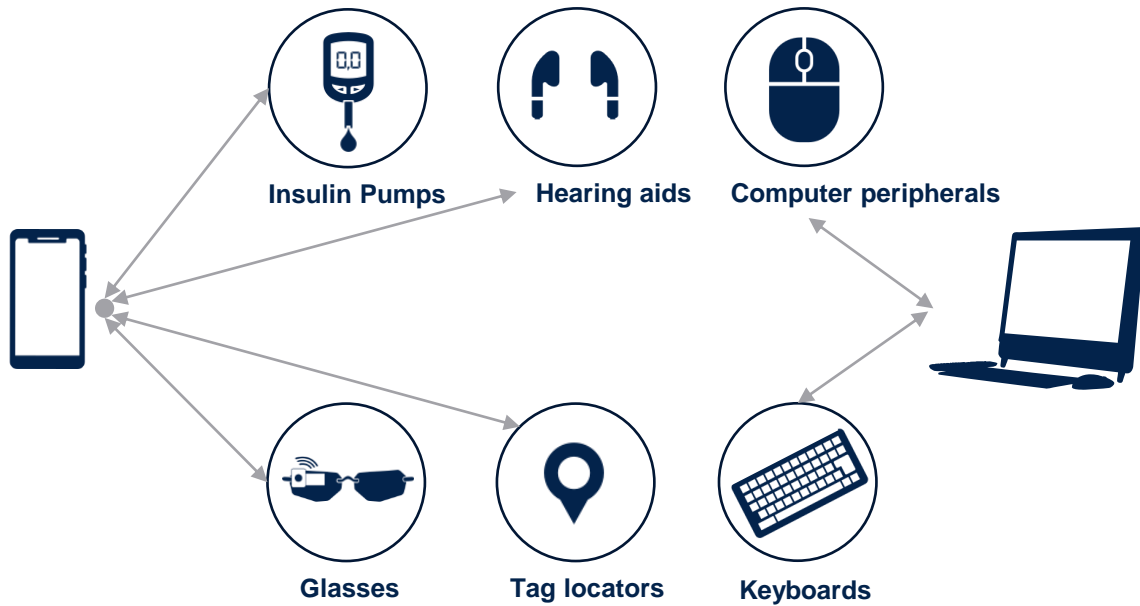 0,0
Insulin Pumps
Hearing aids
Computer peripherals
Glasses
Tag locators
Keyboards